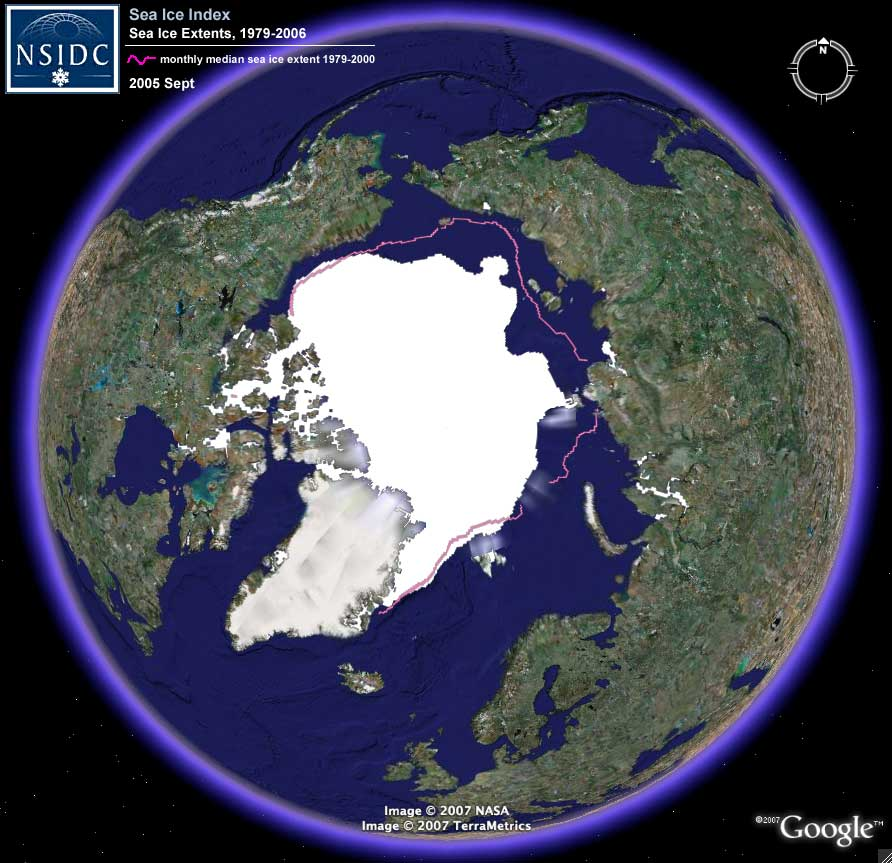 NSIDC
Sea Ice Index
Sea Ice Extents, 1979-2006
monthly median sea ice extent 1979-2000
2005 Sept
N
Image © 2007 NASA
Image © 2007 TerraMetrics
©2007 Google™